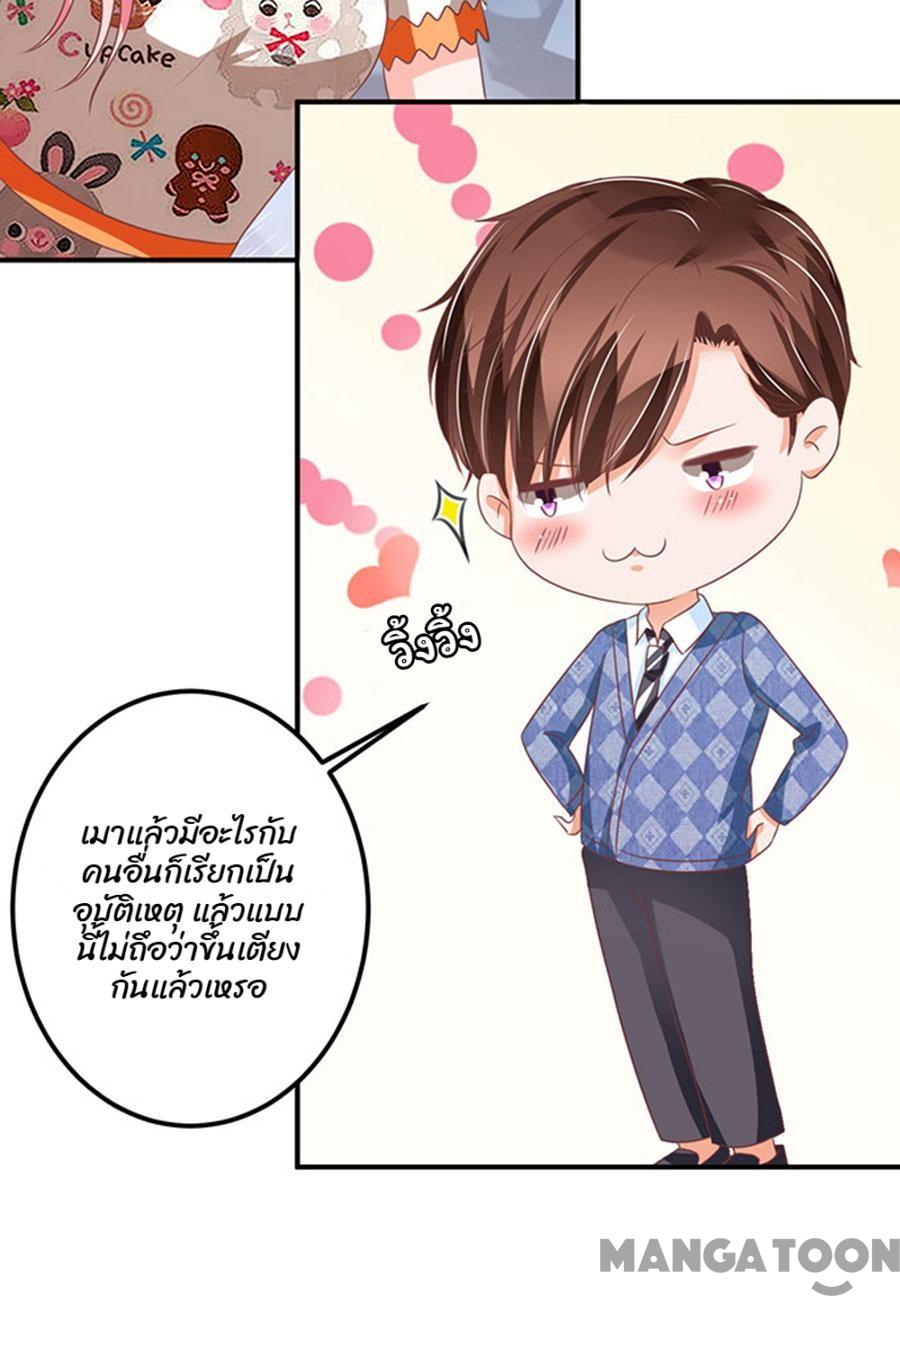 Cupcake
วิ้งวิ้ง
เมาแล้วมีอะไรกับ
คนอื่นก็เรียกเป็น
อุบัติเหตุ แล้วแบบ
นี้ไม่ถือว่าขึ้นเตียง
กันแล้วเหรอ
MANGATOON